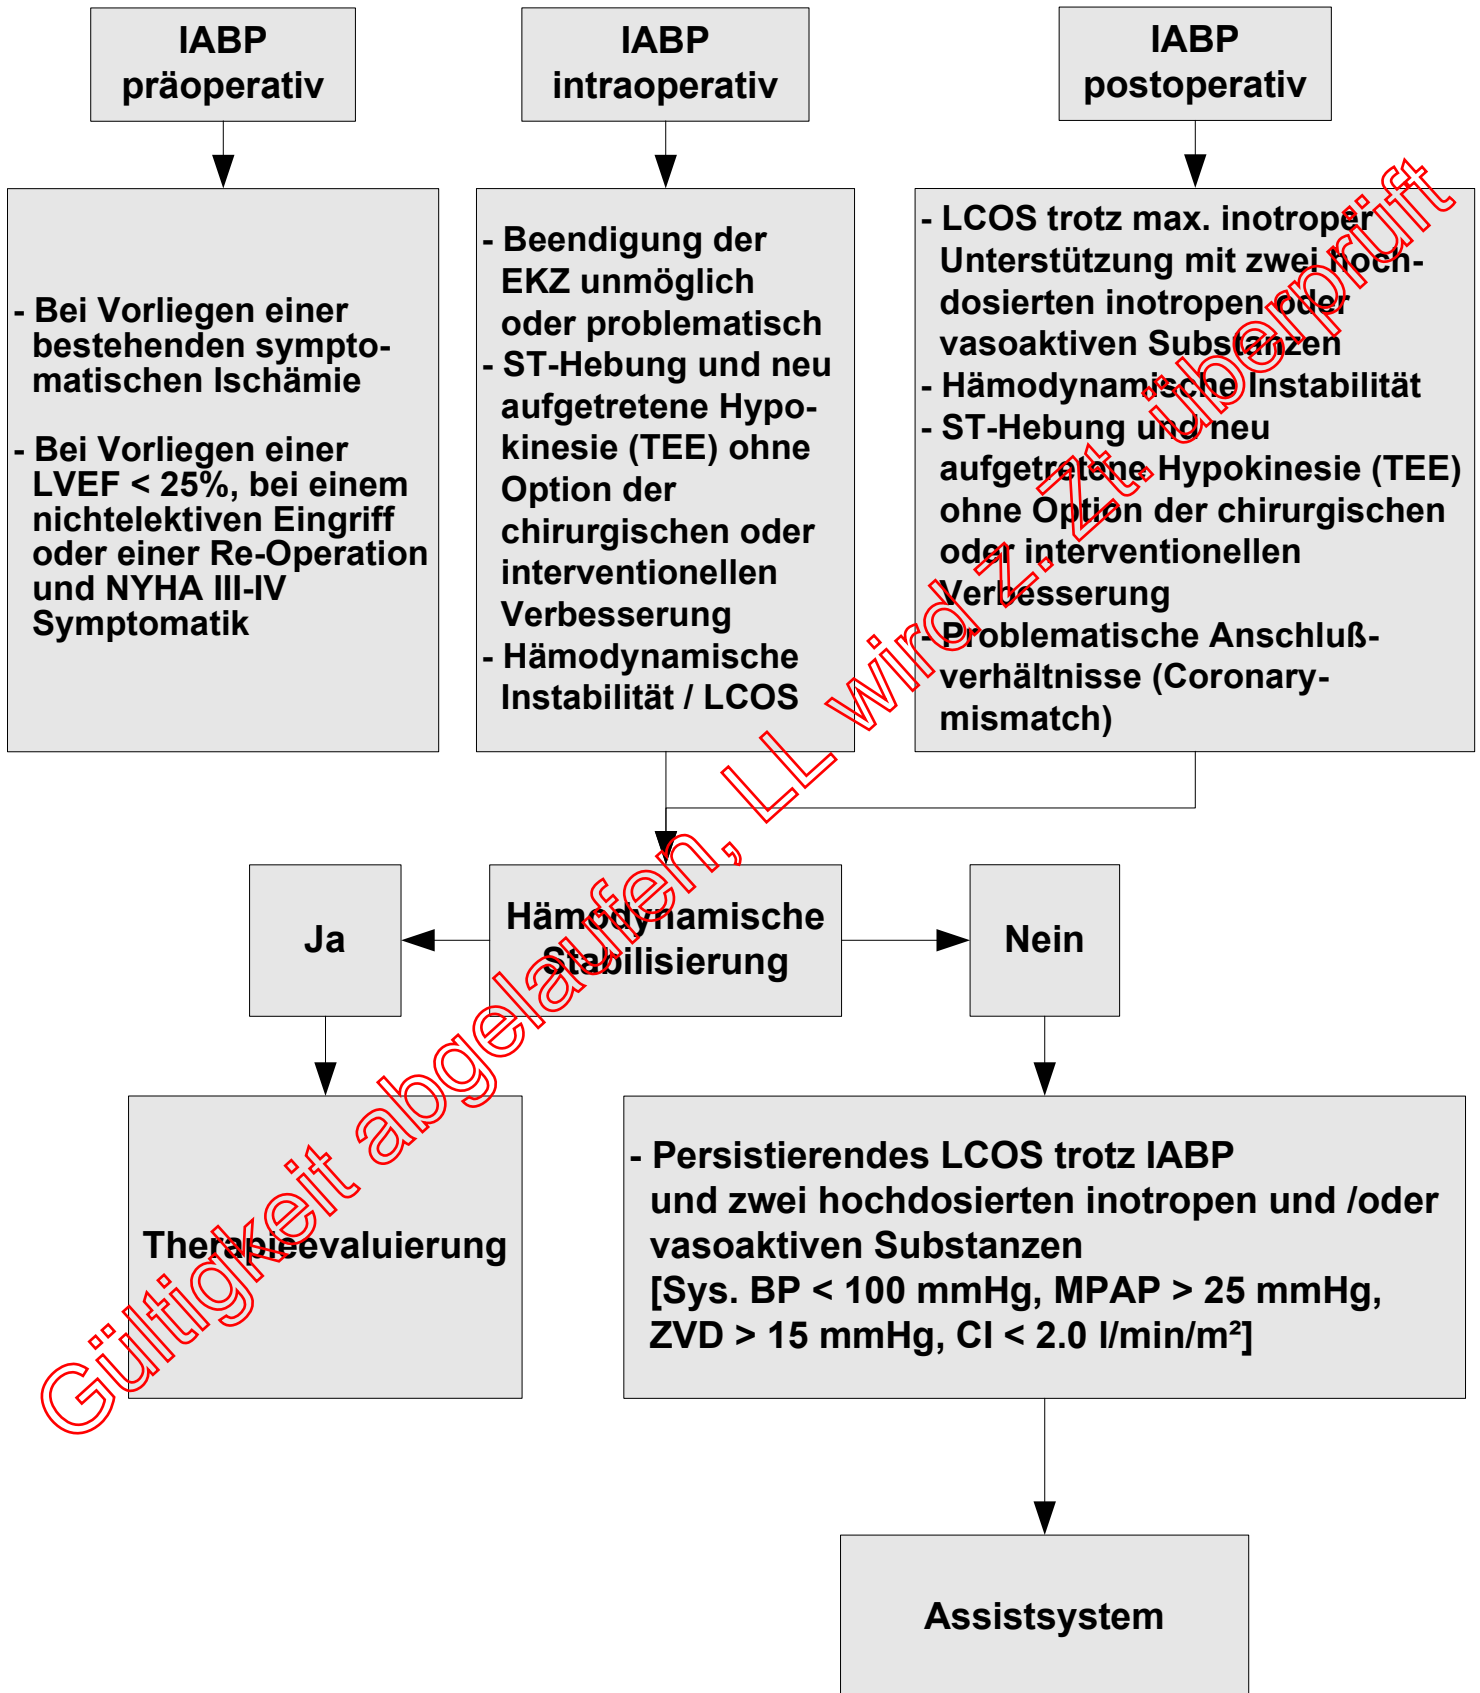 IABP
präoperativ
IABP
intraoperativ
IABP
postoperativ
- Bei Vorliegen einer
bestehenden sympto-
matischen Ischämie
- Bei Vorliegen einer
LVEF < 25%, bei einem
nichtelektiven Eingriff
oder einer Re-Operation
und NYHA III-IV
Symptomatik
- Beendigung der
EKZ unmöglich
oder problematisch
- ST-Hebung und neu
aufgetretene Hypo-
kinesie (TEE) ohne
Option der
chirurgischen oder
interventionellen
Verbesserung
- Hämodynamische
Instabilität / LCOS
- LCOS trotz max. inotroper
Unterstützung mit zwei hoch-
dosierten inotropen oder
vasoaktiven Substanzen
- Hämodynamische Instabilität
- ST-Hebung und neu
aufgetretene Hypokinesie (TEE)
ohne Option der chirurgischen
oder interventionellen
Verbesserung
- Problematische Anschluß-
verhältnisse (Coronary-
mismatch)
Ja
Hämodynamische
Stabilisierung
Nein
Therapieevaluierung
- Persistierendes LCOS trotz IABP
und zwei hochdosierten inotropen und /oder
vasoaktiven Substanzen
[Sys. BP < 100 mmHg, MPAP > 25 mmHg,
ZVD > 15 mmHg, CI < 2.0 l/min/m²]
Assistsystem
Gültigkeit abgelaufen, LL wird z. Zt. überprüft